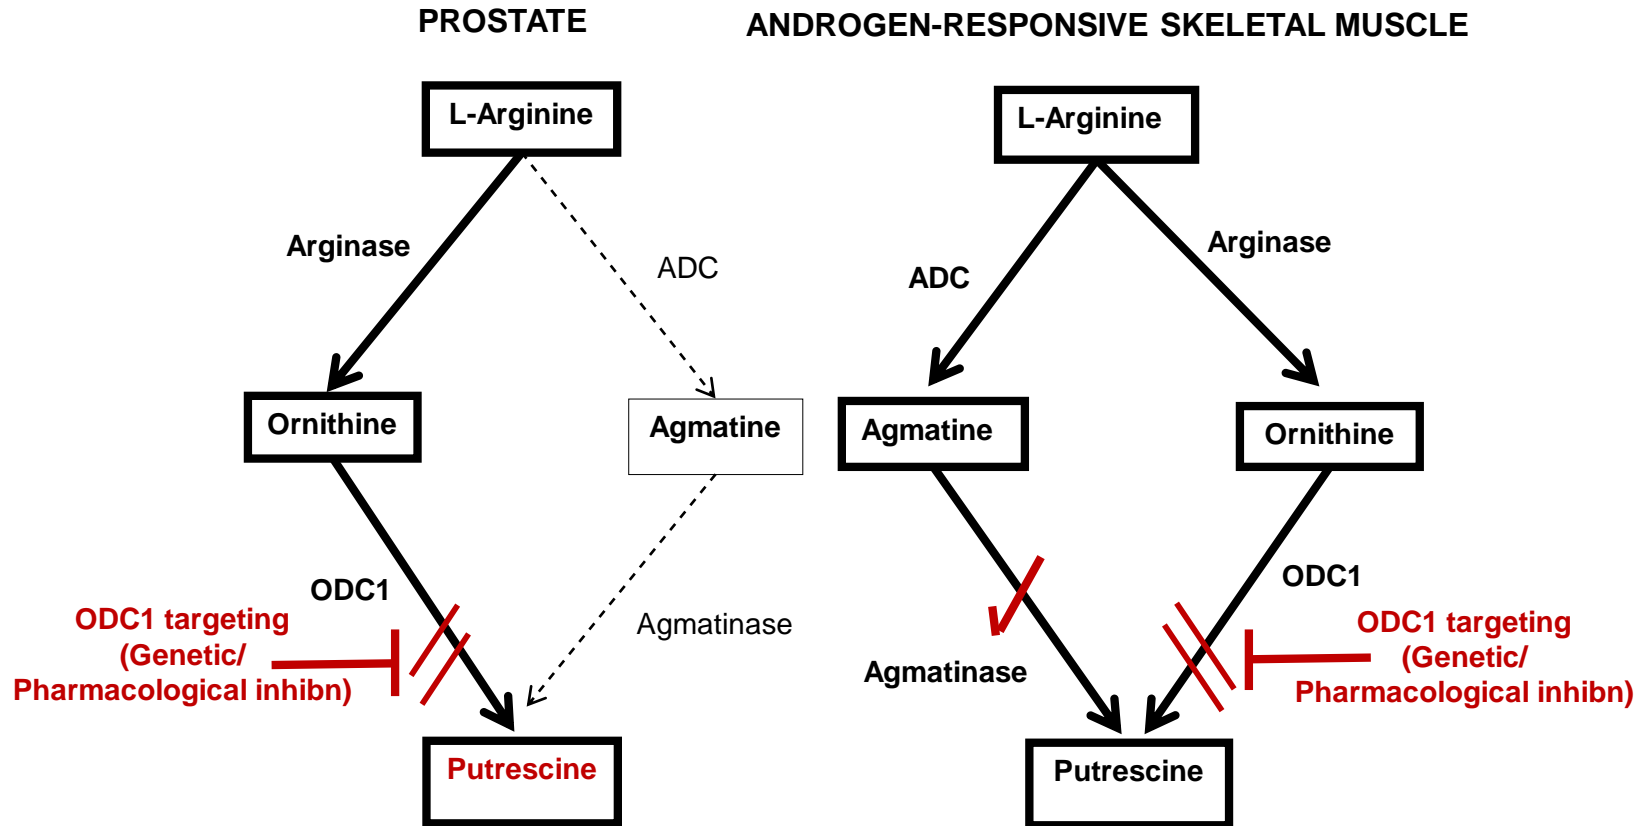 PROSTATE
L-Arginine
Arginase
ADC
Ornithine
Agmatine
ODC1
ODC1 targeting
(Genetic/
Pharmacological inhibn)
Agmatinase
Putrescine
ANDROGEN-RESPONSIVE SKELETAL MUSCLE
L-Arginine
ADC
Arginase
Agmatine
Ornithine
ODC1
Agmatinase
ODC1 targeting
(Genetic/
Pharmacological inhibn)
Putrescine